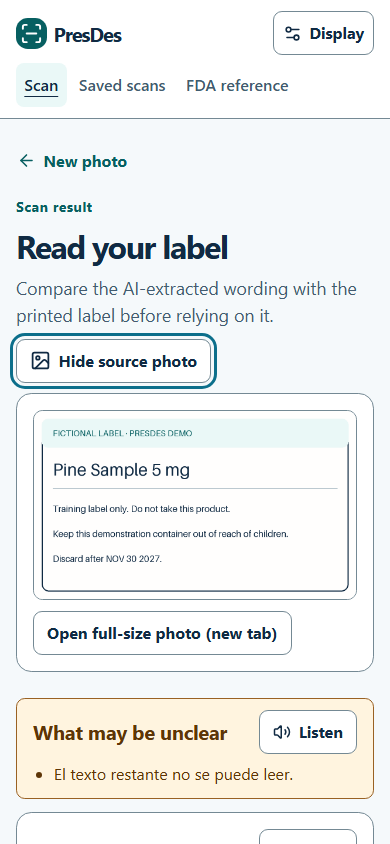 PresDes
Display
Scan
Saved scans
FDA reference
New photo
Scan result
Read your label
Compare the AI-extracted wording with the
printed label before relying on it.
Hide source photo
FICTIONAL LABEL · PRESDES DEMO
Pine Sample 5 mg
Training label only. Do not take this product.
Keep this demonstration container out of reach of children.
Discard after NOV 30 2027.
Open full-size photo (new tab)
What may be unclear
Listen
• El texto restante no se puede leer.